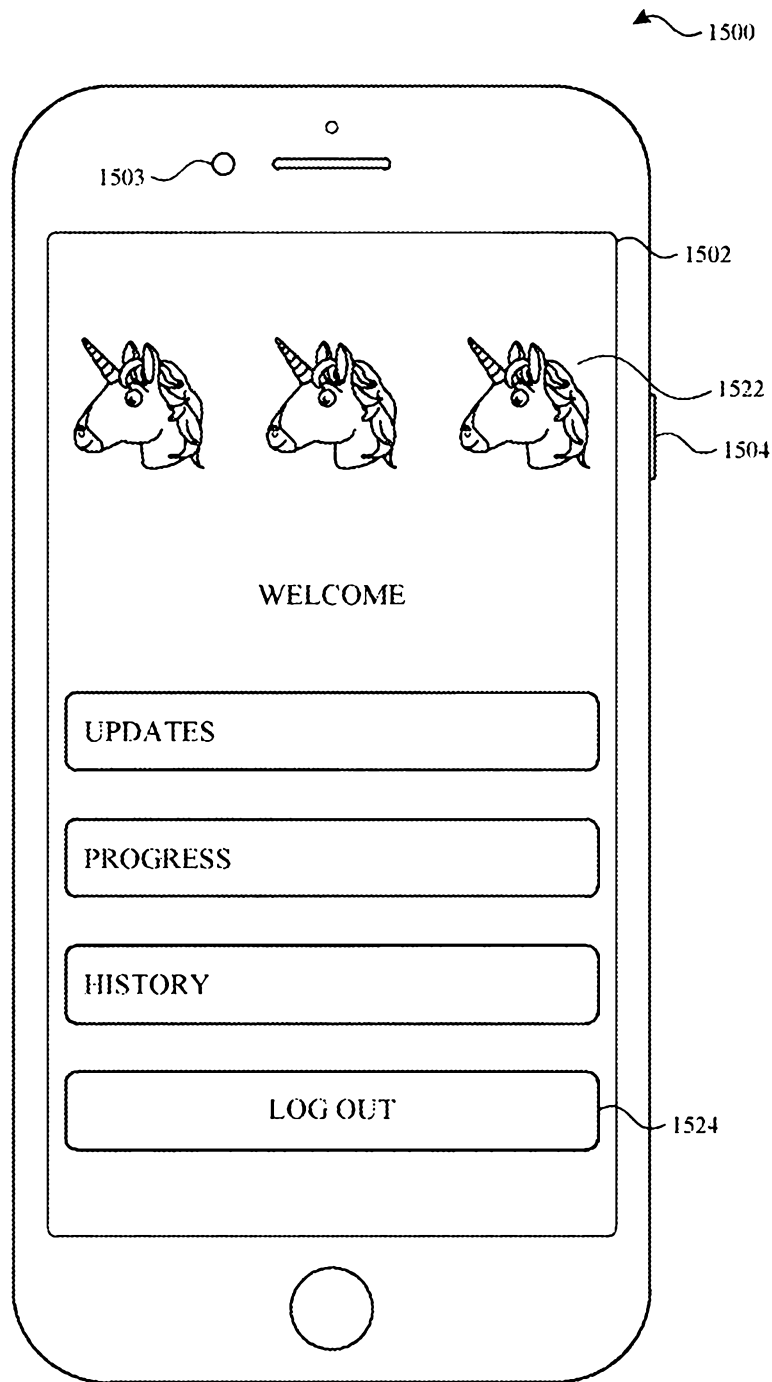 1500
1503
1502
1522
1504
WELCOME
UPDATES
PROGRESS
HISTORY
LOG OUT
1524